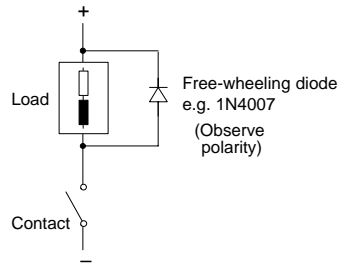 +
Load
Free-wheeling diode
e.g. 1N4007
(Observe
polarity)
Contact
–